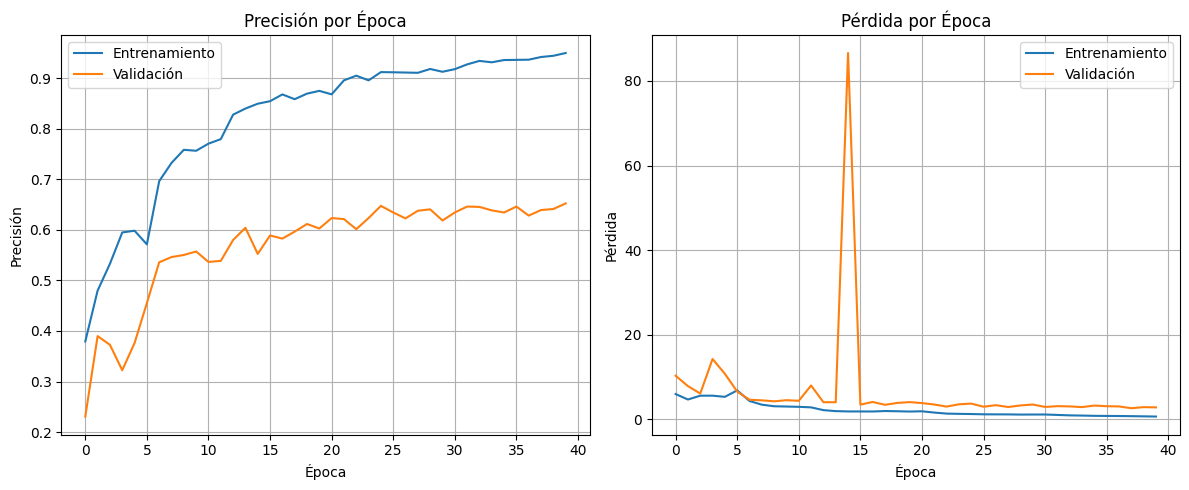 Precisión por Época
Entrenamiento
Validación
0.9
0.8
0.7
0.6
0.5
0.4
0.3
0.2
Precisión
0 5 10 15 20 25 30 35 40
Época
Pérdida por Época
Entrenamiento
Validación
80
60
40
20
0
Pérdida
0 5 10 15 20 25 30 35 40
Época